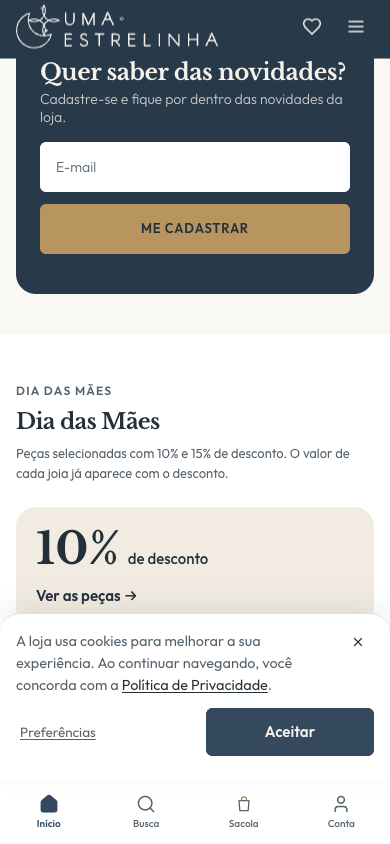 UMA
ESTRELINHA
Quer saber das novidades?
Cadastre-se e fique por dentro das novidades da
loja.
E-mail
ME CADASTRAR
DIA DAS MÃES
Dia das Mães
Peças selecionadas com 10% e 15% de desconto. O valor de
cada joia já aparece com o desconto.
10% de desconto
Ver as peças →
A loja usa cookies para melhorar a sua
experiência. Ao continuar navegando, você
concorda com a Política de Privacidade.
Preferências
Aceitar
Início
Busca
Sacola
Conta